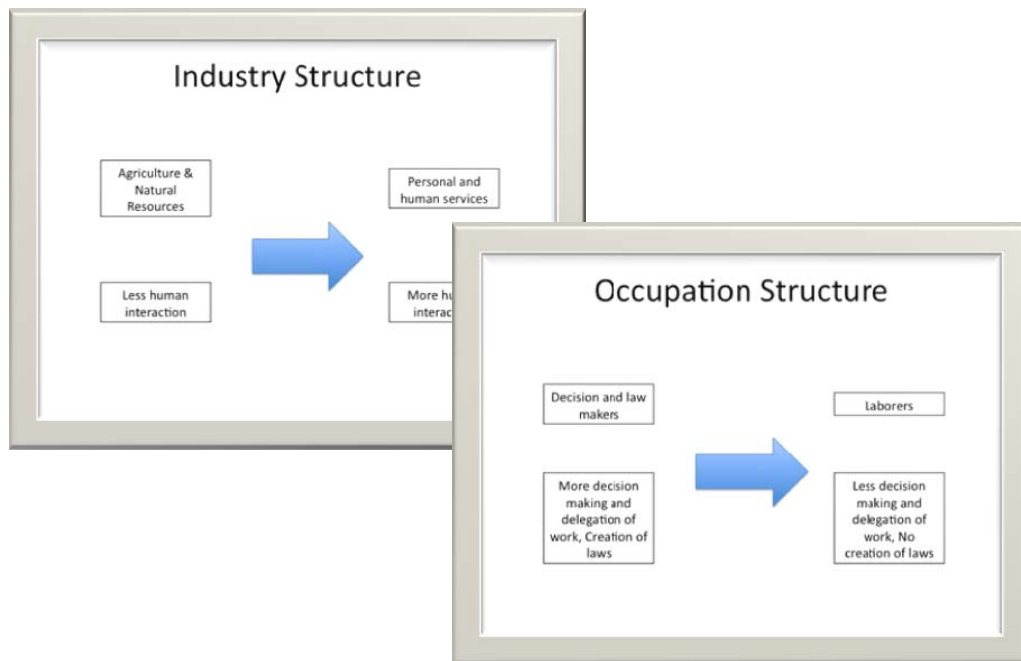 Industry Structure
Agriculture &
Natural
Resources
Personal and
human services
Less human
interaction
More
Occupation Structure
Decision and law
makers
Laborers
More decision
making and
delegation of
work, Creation of
laws
Less decision
making and
delegation of
work, No
creation of laws